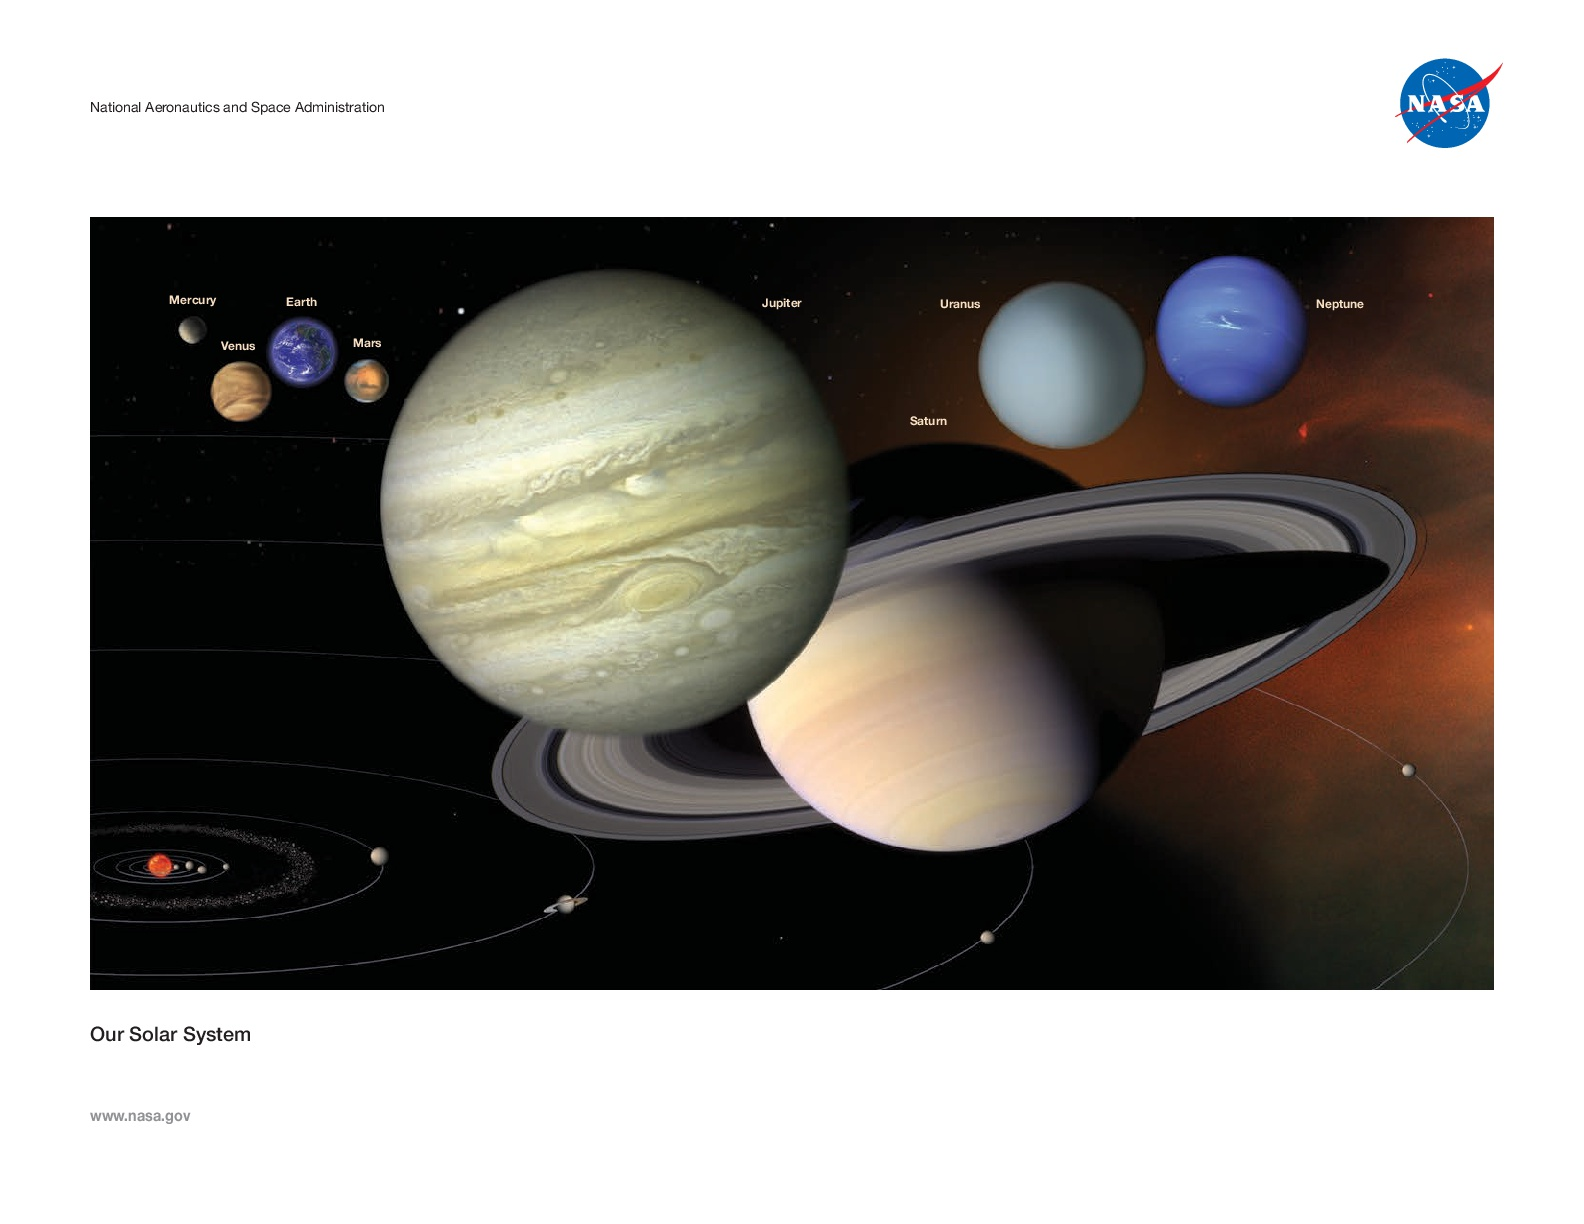 National Aeronautics and Space Administration
NASA
Mercury
Earth
Venus
Mars
Jupiter
Uranus
Neptune
Saturn
Our Solar System
www.nasa.gov